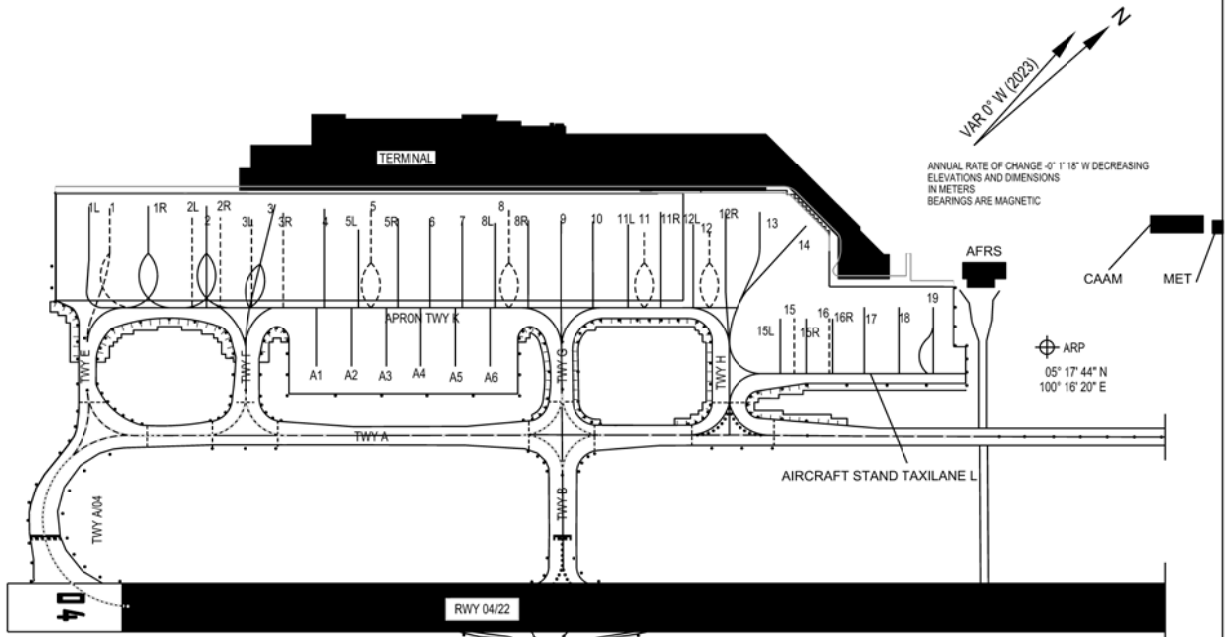 N
VAR 0° W (2023)
ANNUAL RATE OF CHANGE -0° 1'18" W DECREASING
ELEVATIONS AND DIMENSIONS
IN METERS
BEARINGS ARE MAGNETIC
TERMINAL
1L
1
1R
2L
2
2R
3L
3
3R
4
5L
5
5R
6
7
8L
8
8R
9
10
11L
11
11R
12L
12
12R
13
14
15L
15
15R
16
16R
17
18
19
AFRS
CAAM
MET
ARP
05° 17' 44" N
100° 16' 20" E
APRON TWY K
A1
A2
A3
A4
A5
A6
TWY E
TWY F
TWY G
TWY H
TWY A
AIRCRAFT STAND TAXILANE L
TWY A/04
TWY B
04
RWY 04/22